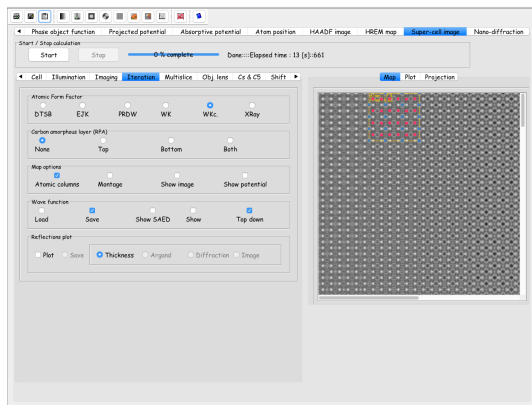 Phase object function Projected potential Absorptive potential Atom position HAADF image HREM map Super-cell image Nano-diffraction
Start / Stop calculation
Start Stop 0 % complete Done::::Elapsed time : 13 [s]::661
Cell Illumination Imaging Iteration Multislice Obj. lens Cs & C5 Shift
Map Plot Projection
Atomic Form Factor
DTSB EJK PRDW WK WKc. XRay
Carbon amorphous layer (RPA)
None Top Bottom Both
Map options
Atomic columns Montage Show image Show potential
Wave function
Load Save Show SAED Show Top down
Reflections plot
Plot Save Thickness Argand Diffraction Image